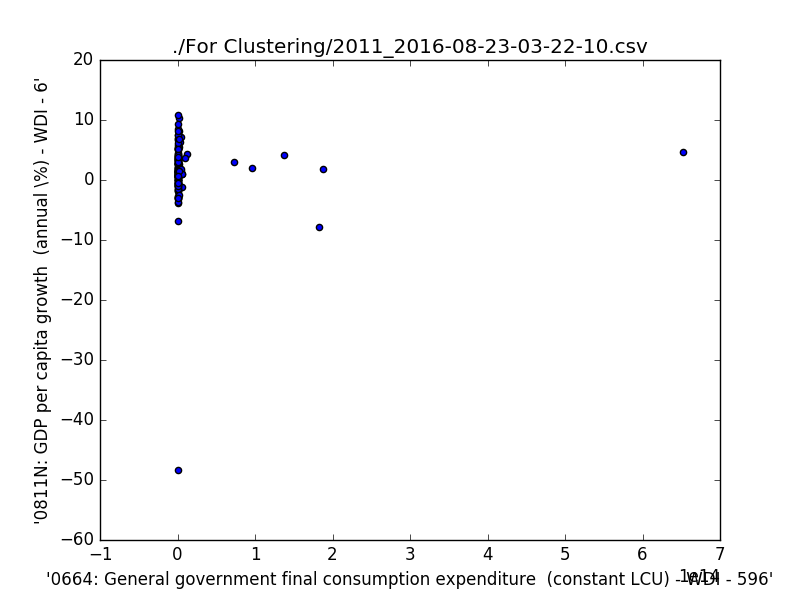 ./For Clustering/2011_2016-08-23-03-22-10.csv
20
10
0
−10
−20
−30
−40
−50
−60
'0811N: GDP per capita growth  (annual \%) - WDI - 6'
−1 0 1 2 3 4 5 6 7
1e14
'0664: General government final consumption expenditure  (constant LCU) - WDI - 596'